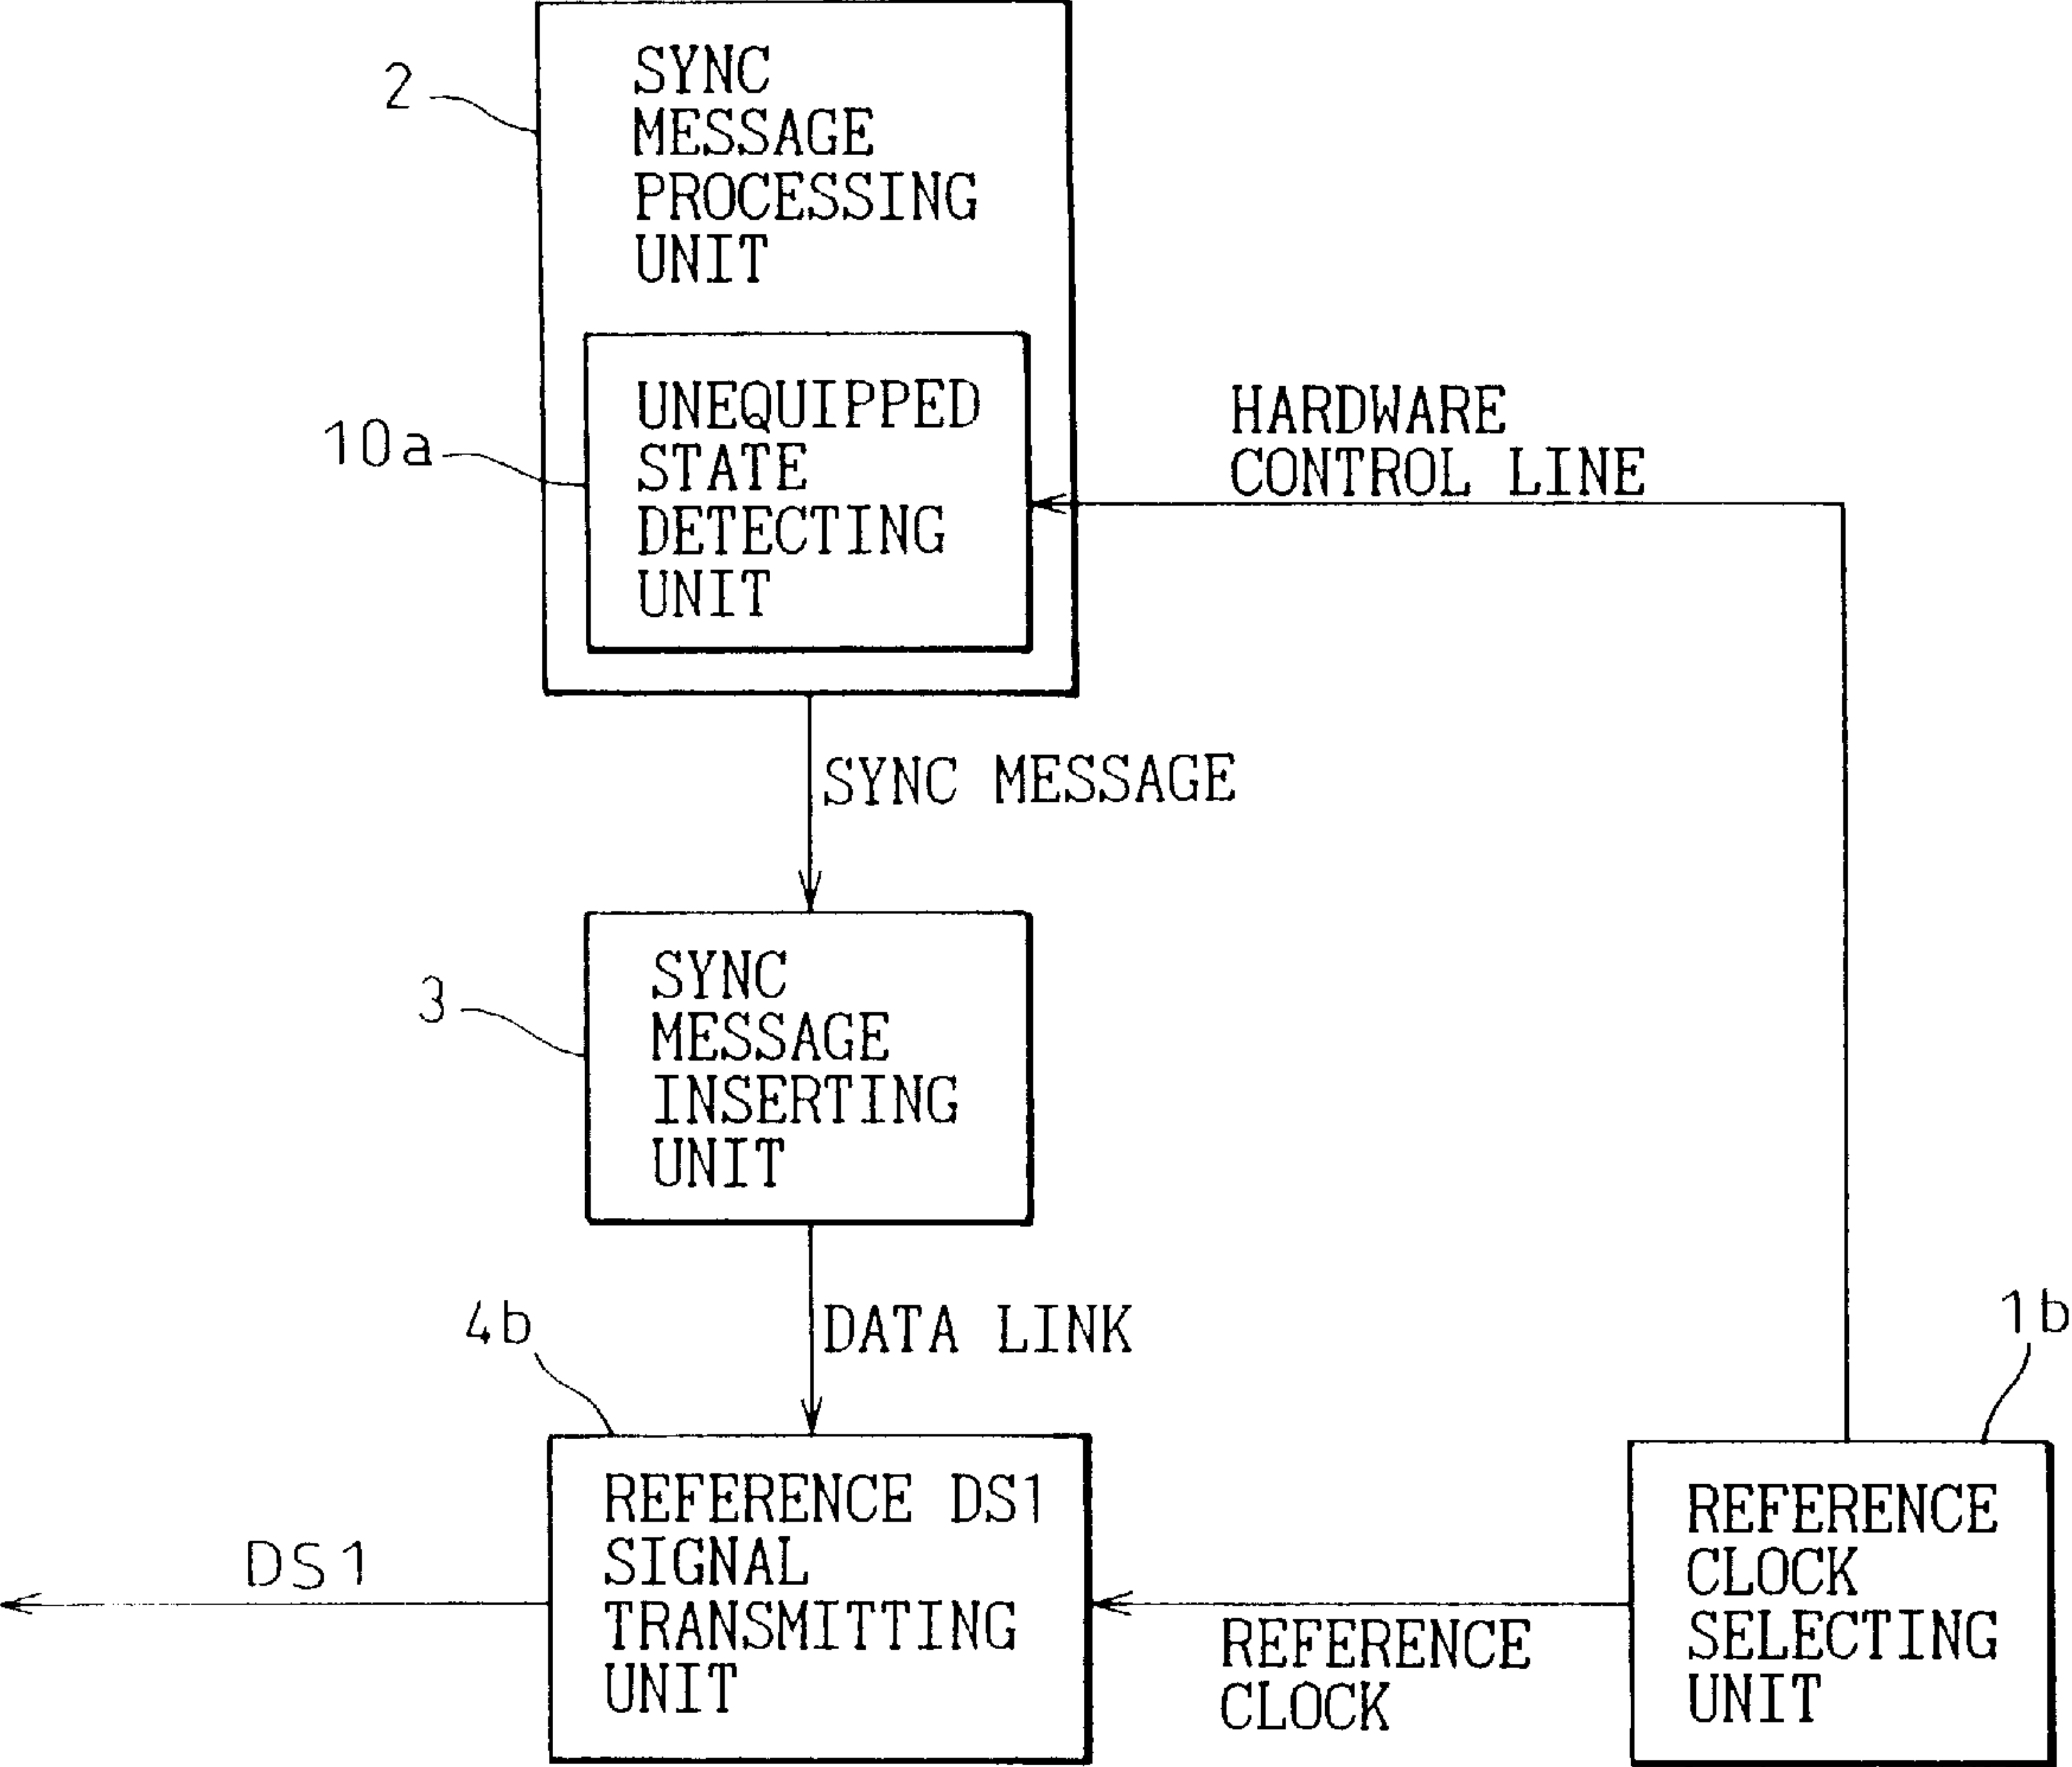 2
SYNC
MESSAGE
PROCESSING
UNIT
10a
UNEQUIPPED
STATE
DETECTING
UNIT
HARDWARE
CONTROL LINE
SYNC MESSAGE
3
SYNC
MESSAGE
INSERTING
UNIT
DATA LINK
4b
1b
REFERENCE DS1
SIGNAL
TRANSMITTING
UNIT
DS1
REFERENCE
CLOCK
REFERENCE
CLOCK
SELECTING
UNIT